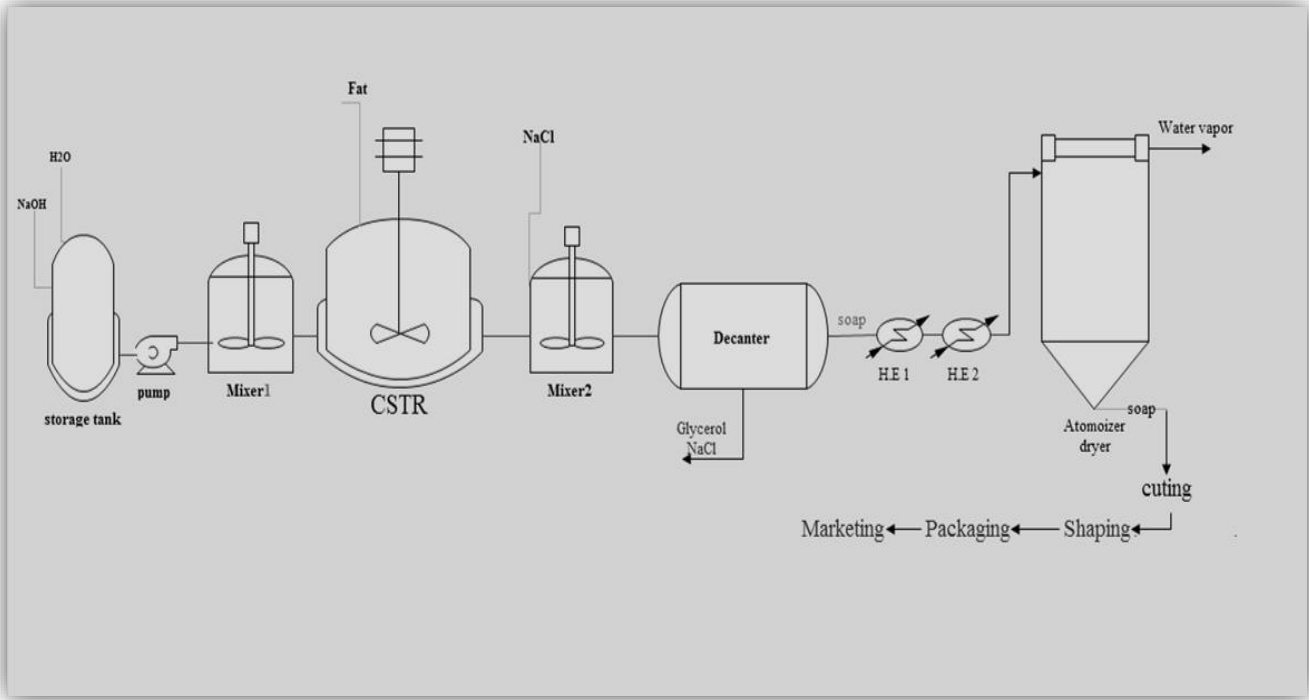 Fat
NaCl
Water vapor
H2O
NaOH
soap
Decanter
H.E 1
H.E 2
storage tank
pump
Mixer1
CSTR
Mixer2
Glycerol
NaCl
soap
Atomoizer
dryer
cuting
Marketing
Packaging
Shaping